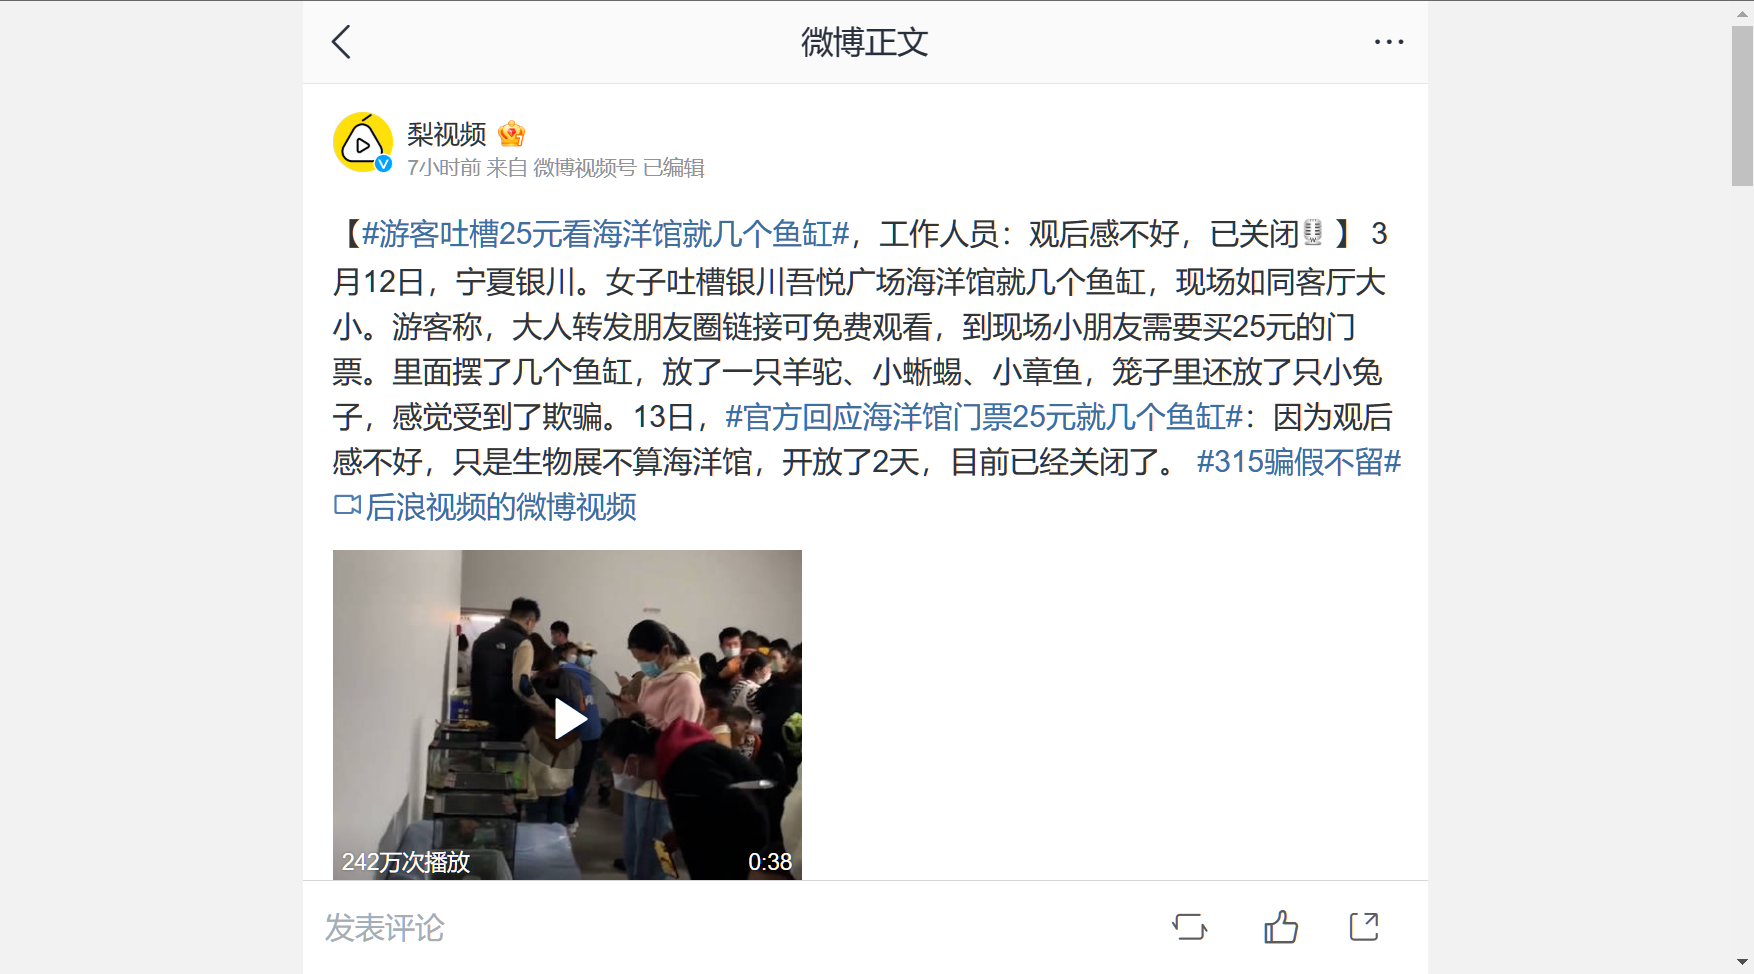 微博正文
梨视频
7小时前 来自 微博视频号 已编辑
【#游客吐槽25元看海洋馆就几个鱼缸#，工作人员：观后感不好，已关闭 】 3
月12日，宁夏银川。女子吐槽银川吾悦广场海洋馆就几个鱼缸，现场如同客厅大
小。游客称，大人转发朋友圈链接可免费观看，到现场小朋友需要买25元的门
票。里面摆了几个鱼缸，放了一只羊驼、小蜥蜴、小章鱼，笼子里还放了只小兔
子，感觉受到了欺骗。13日，#官方回应海洋馆门票25元就几个鱼缸#：因为观后
感不好，只是生物展不算海洋馆，开放了2天，目前已经关闭了。 #315骗假不留#
后浪视频的微博视频
242万次播放
0:38
发表评论